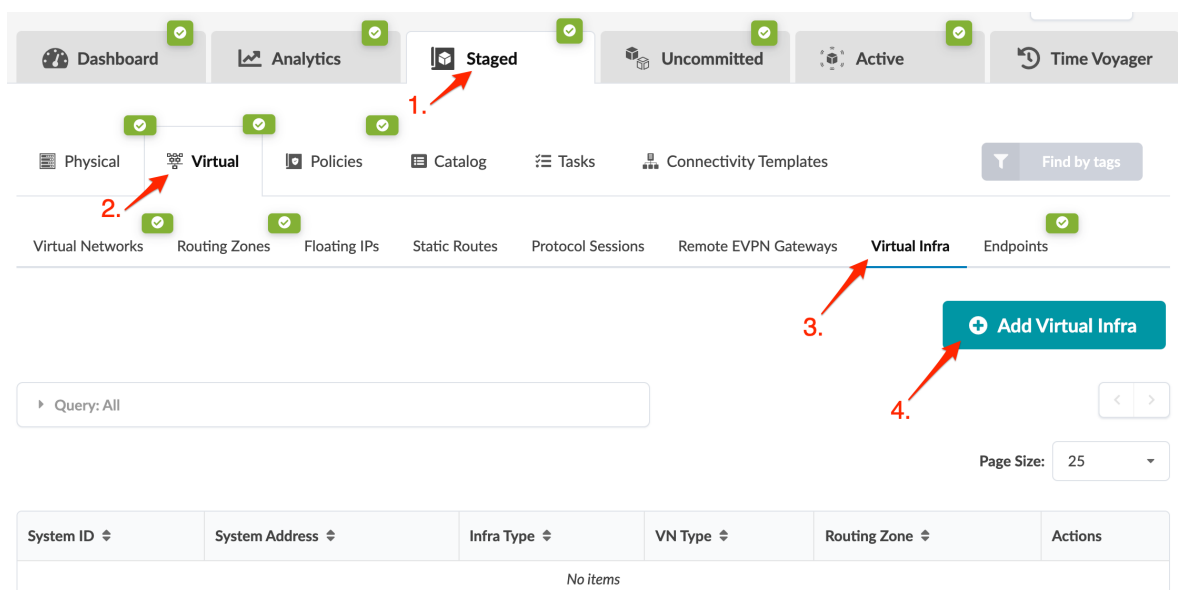 Dashboard Analytics Staged Uncommitted Active Time Voyager
1.
Physical Virtual Policies Catalog Tasks Connectivity Templates Find by tags
2.
Virtual Networks Routing Zones Floating IPs Static Routes Protocol Sessions Remote EVPN Gateways Virtual Infra Endpoints
3.
Add Virtual Infra
4.
Query: All
Page Size: 25
System ID System Address Infra Type VN Type Routing Zone Actions
No items